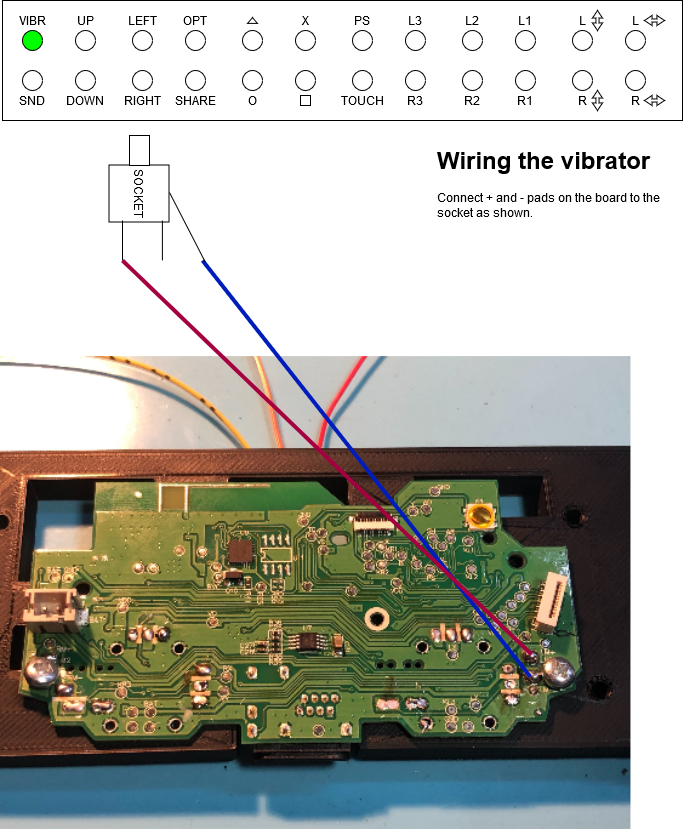 VIBR UP LEFT OPT △ X PS L3 L2 L1 L L
SND DOWN RIGHT SHARE O □ TOUCH R3 R2 R1 R R
SOCKET
Wiring the vibrator
Connect + and - pads on the board to the
socket as shown.